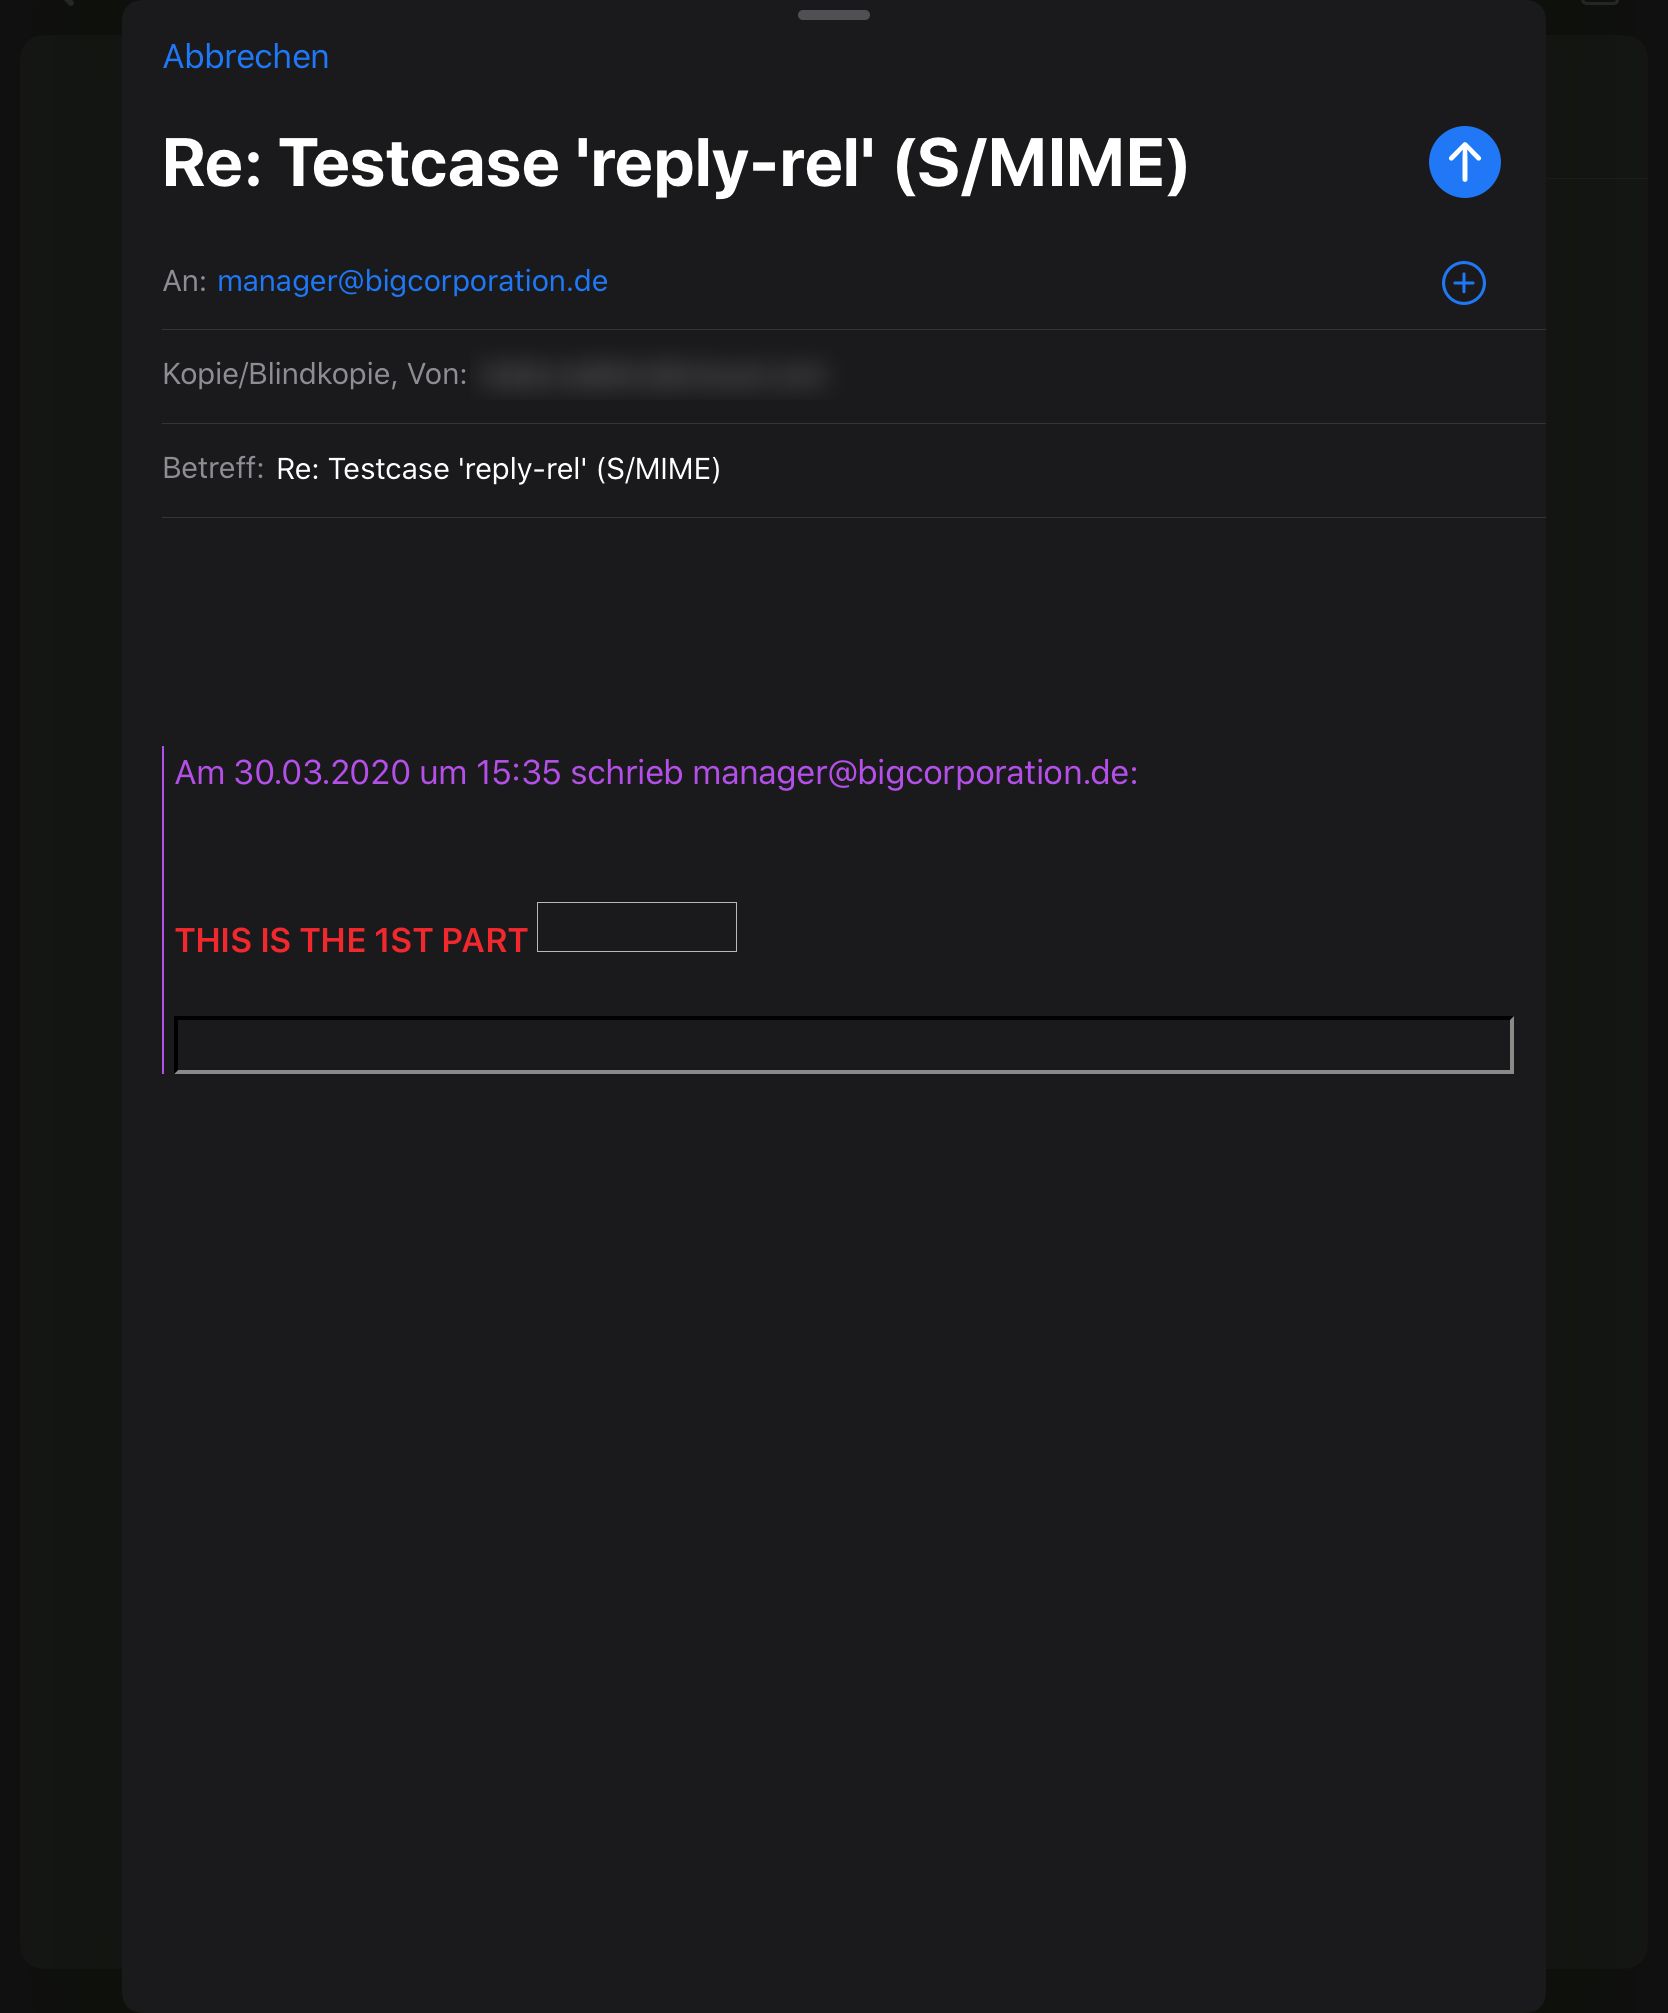 Abbrechen
Re: Testcase 'reply-rel' (S/MIME)
An: manager@bigcorporation.de
Kopie/Blindkopie, Von:
Betreff: Re: Testcase 'reply-rel' (S/MIME)
Am 30.03.2020 um 15:35 schrieb manager@bigcorporation.de:
THIS IS THE 1ST PART